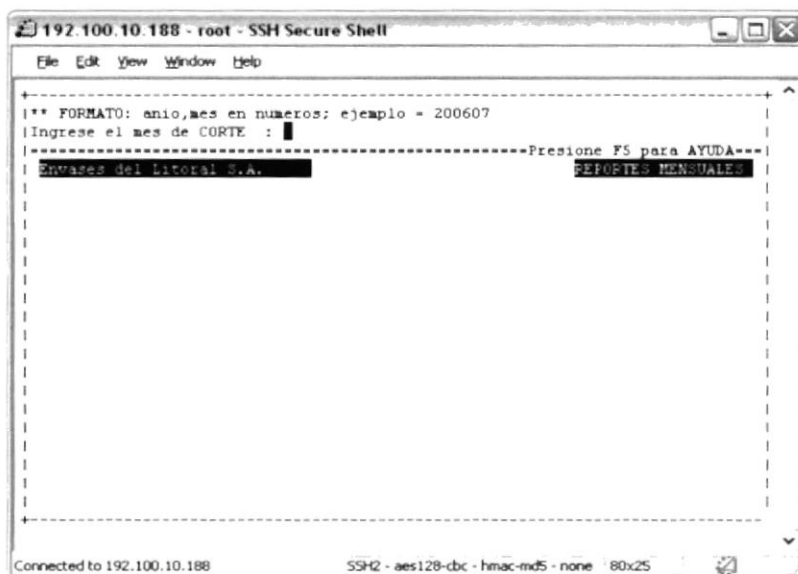 192.100.10.188 - root - SSH Secure Shell
File Edit View Window Help
** FORMATO: anio,mes en numeros; ejemplo = 200607
Ingrese el mes de CORTE :
Presione F5 para AYUDA
Envases del Litoral S.A. REPORTES MENSUALES
Connected to 192.100.10.188 SSH2 - aes128-cbc - hmac-md5 - none 80x25